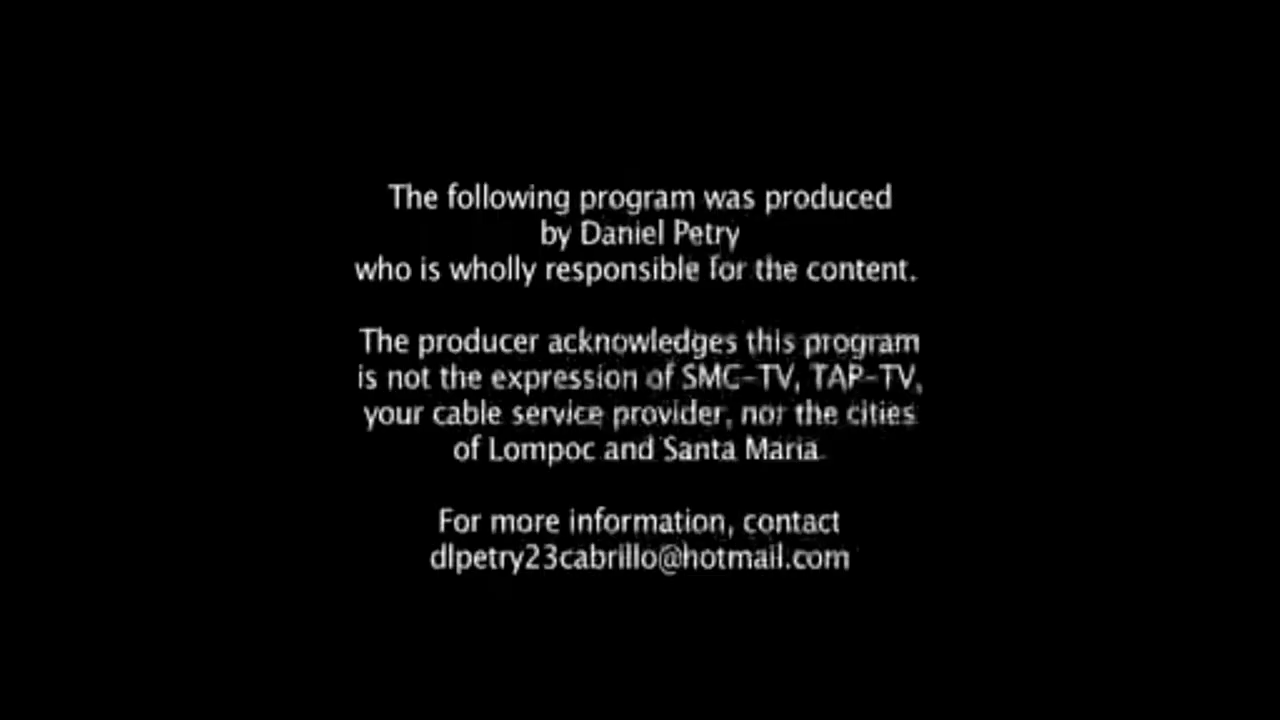 The following program was produced
by Daniel Petry
who is wholly responsible for the content.
The producer acknowledges this program
is not the expression of SMC-TV, TAP-TV,
your cable service provider, nor the cities
of Lompoc and Santa Maria.
For more information, contact
dlpetry23cabrillo@hotmail.com